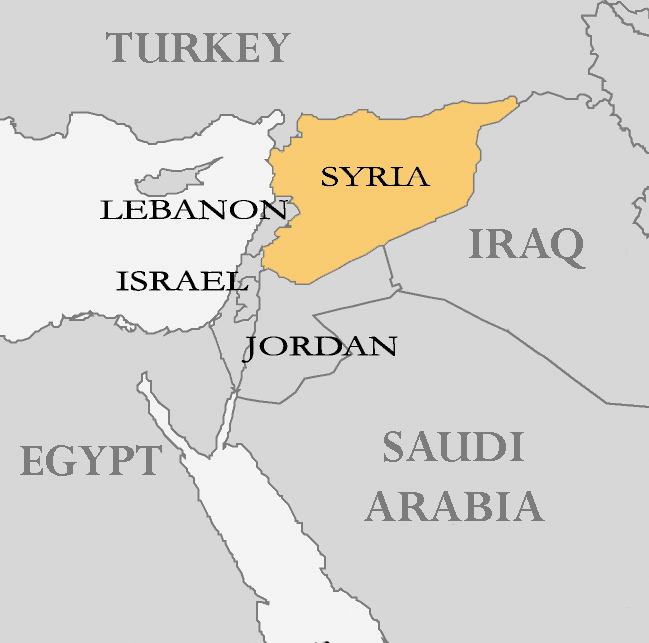 TURKEY
SYRIA
LEBANON
IRAQ
ISRAEL
JORDAN
EGYPT
SAUDI
ARABIA